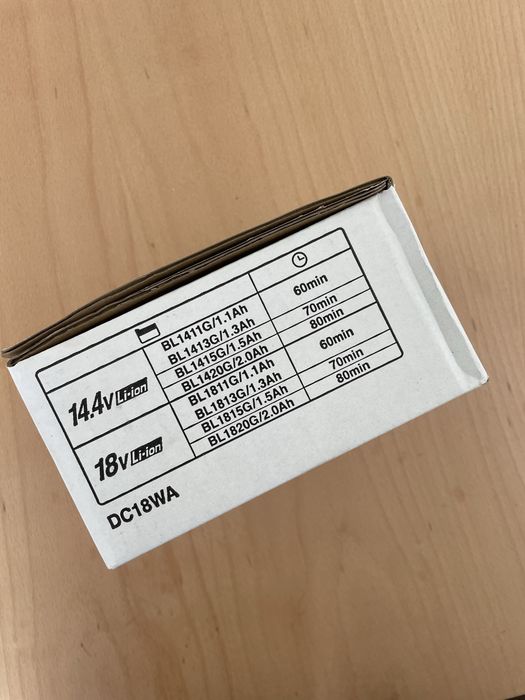 14.4V Li-ion
BL1411G/1.1Ah
BL1413G/1.3Ah
60min
BL1415G/1.5Ah
70min
BL1420G/2.0Ah
80min
18V Li-ion
BL1811G/1.1Ah
BL1813G/1.3Ah
60min
BL1815G/1.5Ah
70min
BL1820G/2.0Ah
80min
DC18WA